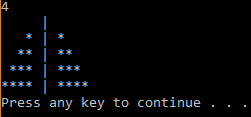 4
     |
   * | *
  ** | **
 *** | ***
**** | ****
Press any key to continue . . .